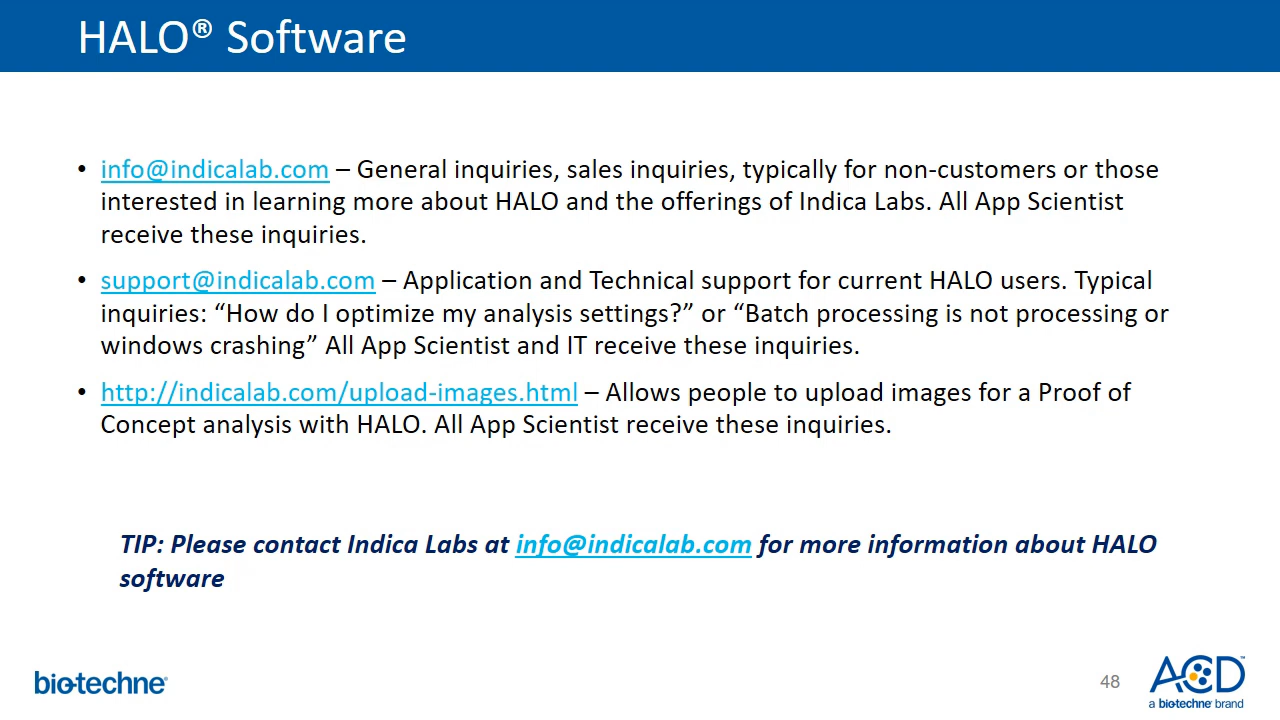 HALO® Software
• info@indicalab.com – General inquiries, sales inquiries, typically for non-customers or those
interested in learning more about HALO and the offerings of Indica Labs. All App Scientist
receive these inquiries.
• support@indicalab.com – Application and Technical support for current HALO users. Typical
inquiries: “How do I optimize my analysis settings?” or “Batch processing is not processing or
windows crashing” All App Scientist and IT receive these inquiries.
• http://indicalab.com/upload-images.html – Allows people to upload images for a Proof of
Concept analysis with HALO. All App Scientist receive these inquiries.
TIP: Please contact Indica Labs at info@indicalab.com for more information about HALO
software
bio-techne®
48
ACD™
a bio-techne® brand